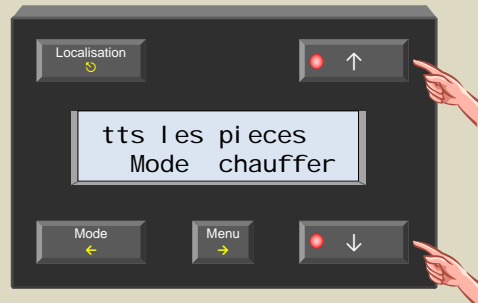 Localisation
tts les pieces
Mode chauffer
Mode
Menu